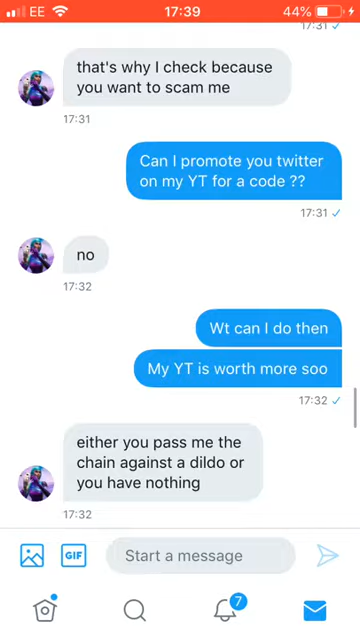 EE 17:39 44%
17:31
that's why I check because
you want to scam me
17:31
Can I promote you twitter
on my YT for a code ??
17:31
no
17:32
Wt can I do then
My YT is worth more soo
17:32
either you pass me the
chain against a dildo or
you have nothing
17:32
GIF Start a message
7